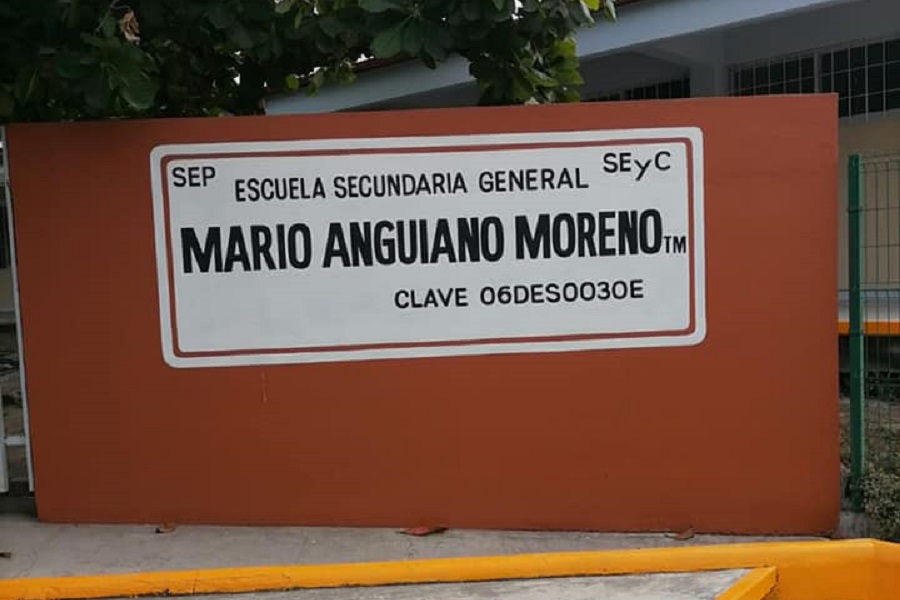 SEP SEyC
ESCUELA SECUNDARIA GENERAL
MARIO ANGUIANO MORENO TM
CLAVE 06DES0030E